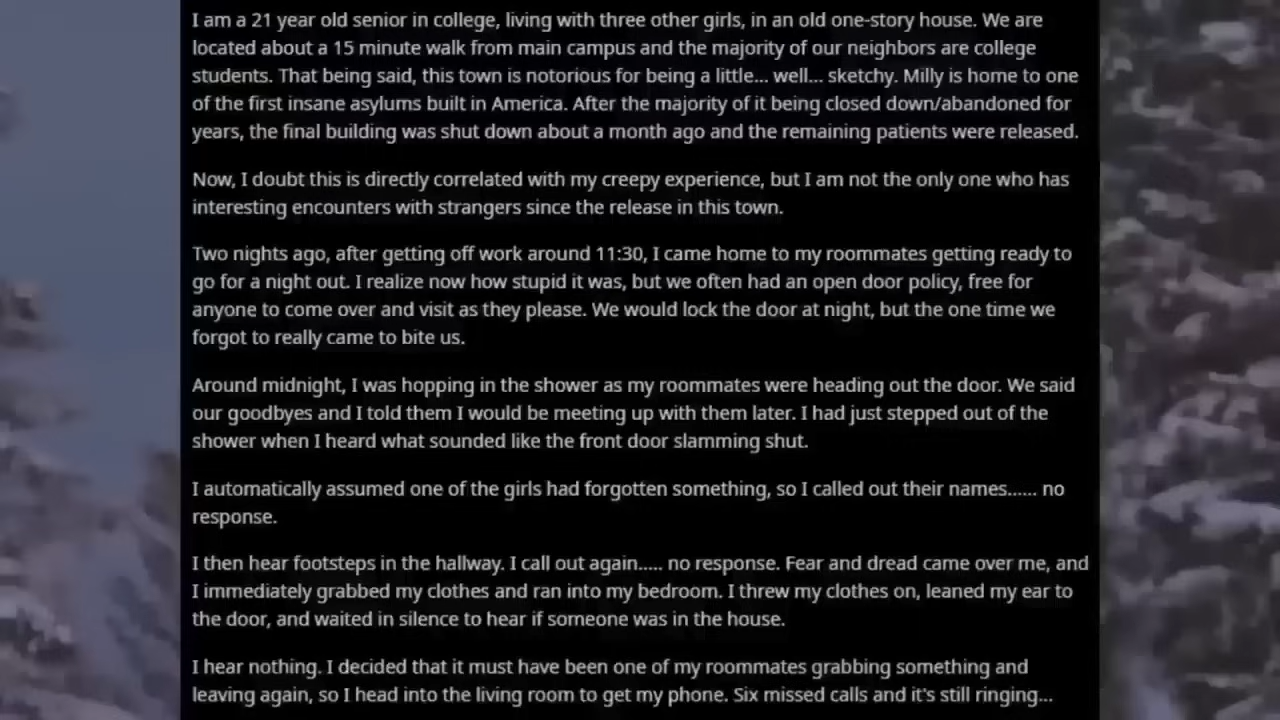 I am a 21 year old senior in college, living with three other girls, in an old one-story house. We are
located about a 15 minute walk from main campus and the majority of our neighbors are college
students. That being said, this town is notorious for being a little... well... sketchy. Milly is home to one
of the first insane asylums built in America. After the majority of it being closed down/abandoned for
years, the final building was shut down about a month ago and the remaining patients were released.
Now, I doubt this is directly correlated with my creepy experience, but I am not the only one who has
interesting encounters with strangers since the release in this town.
Two nights ago, after getting off work around 11:30, I came home to my roommates getting ready to
go for a night out. I realize now how stupid it was, but we often had an open door policy, free for
anyone to come over and visit as they please. We would lock the door at night, but the one time we
forgot to really came to bite us.
Around midnight, I was hopping in the shower as my roommates were heading out the door. We said
our goodbyes and I told them I would be meeting up with them later. I had just stepped out of the
shower when I heard what sounded like the front door slamming shut.
I automatically assumed one of the girls had forgotten something, so I called out their names...... no
response.
I then hear footsteps in the hallway. I call out again..... no response. Fear and dread came over me, and
I immediately grabbed my clothes and ran into my bedroom. I threw my clothes on, leaned my ear to
the door, and waited in silence to hear if someone was in the house.
I hear nothing. I decided that it must have been one of my roommates grabbing something and
leaving again, so I head into the living room to get my phone. Six missed calls and it's still ringing...